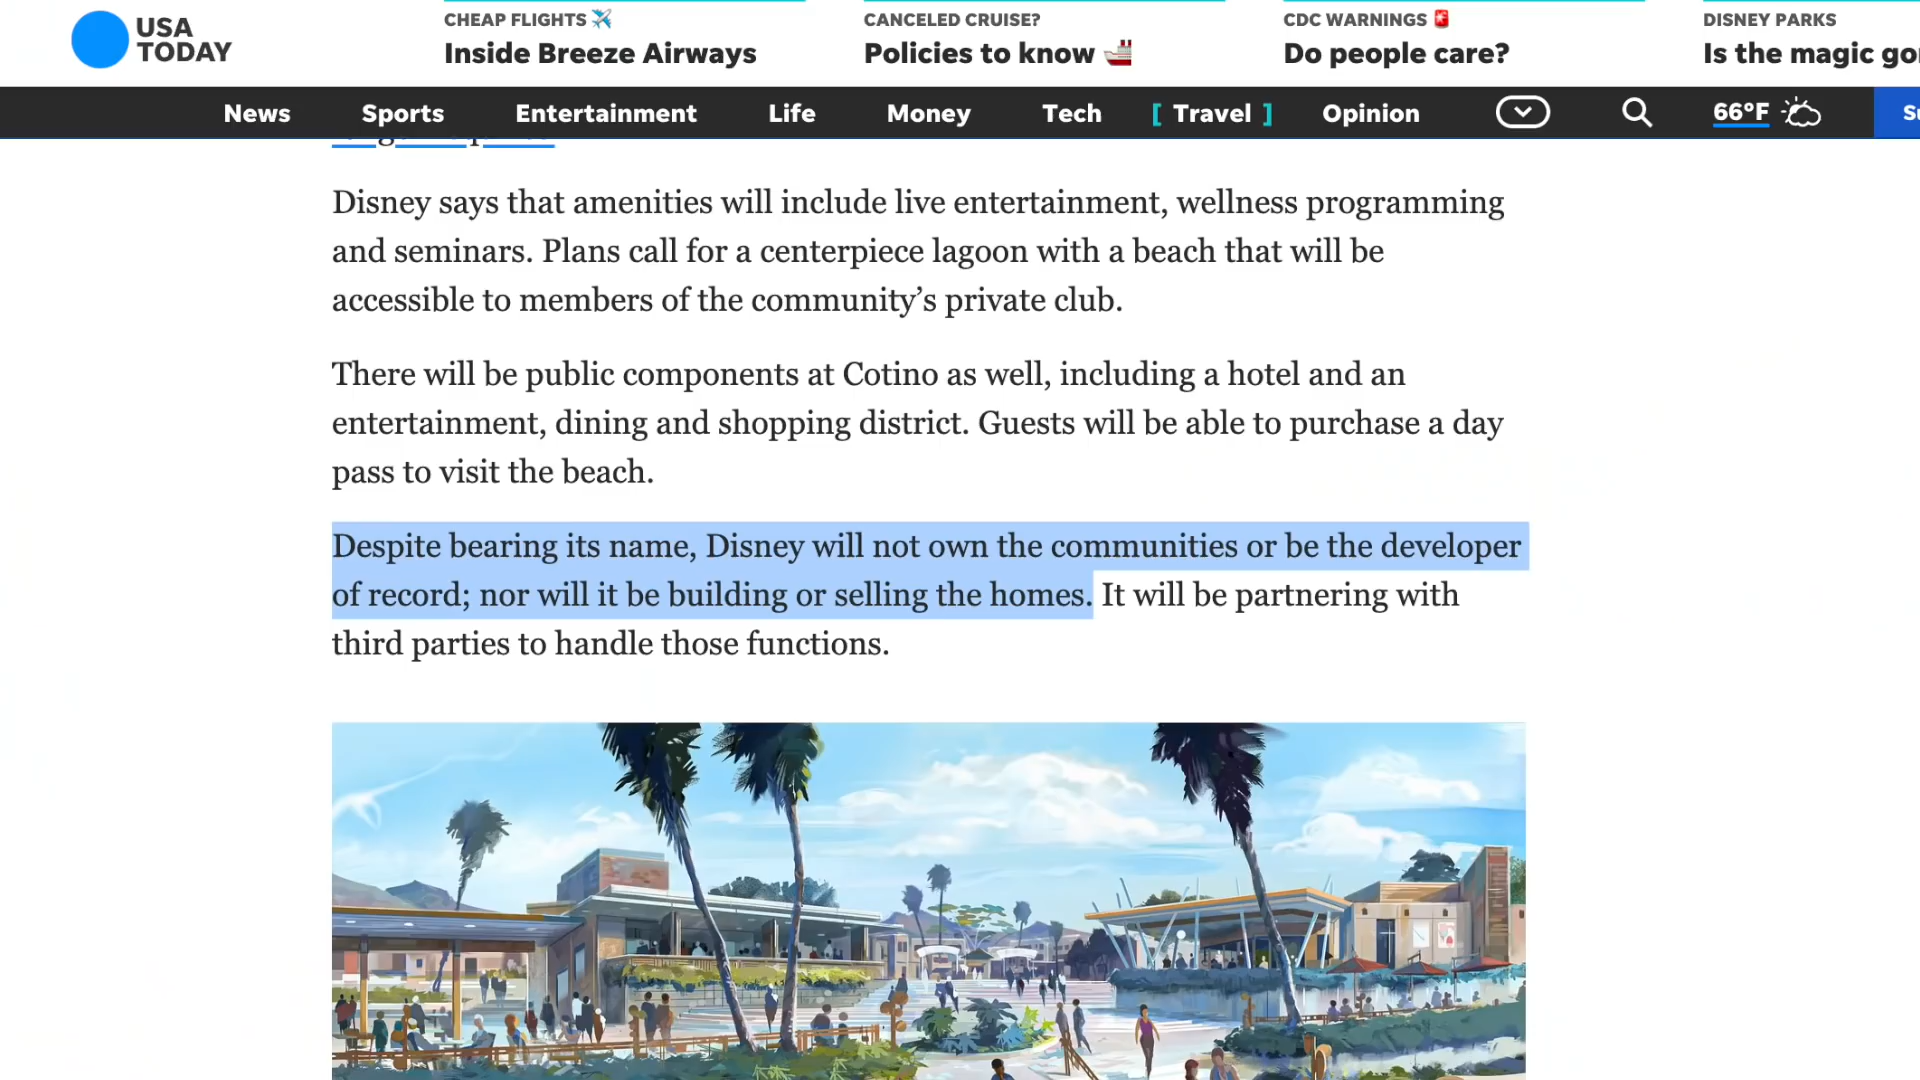 USA
TODAY
CHEAP FLIGHTS
Inside Breeze Airways
CANCELED CRUISE?
Policies to know
CDC WARNINGS
Do people care?
DISNEY PARKS
Is the magic
News Sports Entertainment Life Money Tech [ Travel ] Opinion 66°F
Disney says that amenities will include live entertainment, wellness programming
and seminars. Plans call for a centerpiece lagoon with a beach that will be
accessible to members of the community’s private club.
There will be public components at Cotino as well, including a hotel and an
entertainment, dining and shopping district. Guests will be able to purchase a day
pass to visit the beach.
Despite bearing its name, Disney will not own the communities or be the developer
of record; nor will it be building or selling the homes. It will be partnering with
third parties to handle those functions.